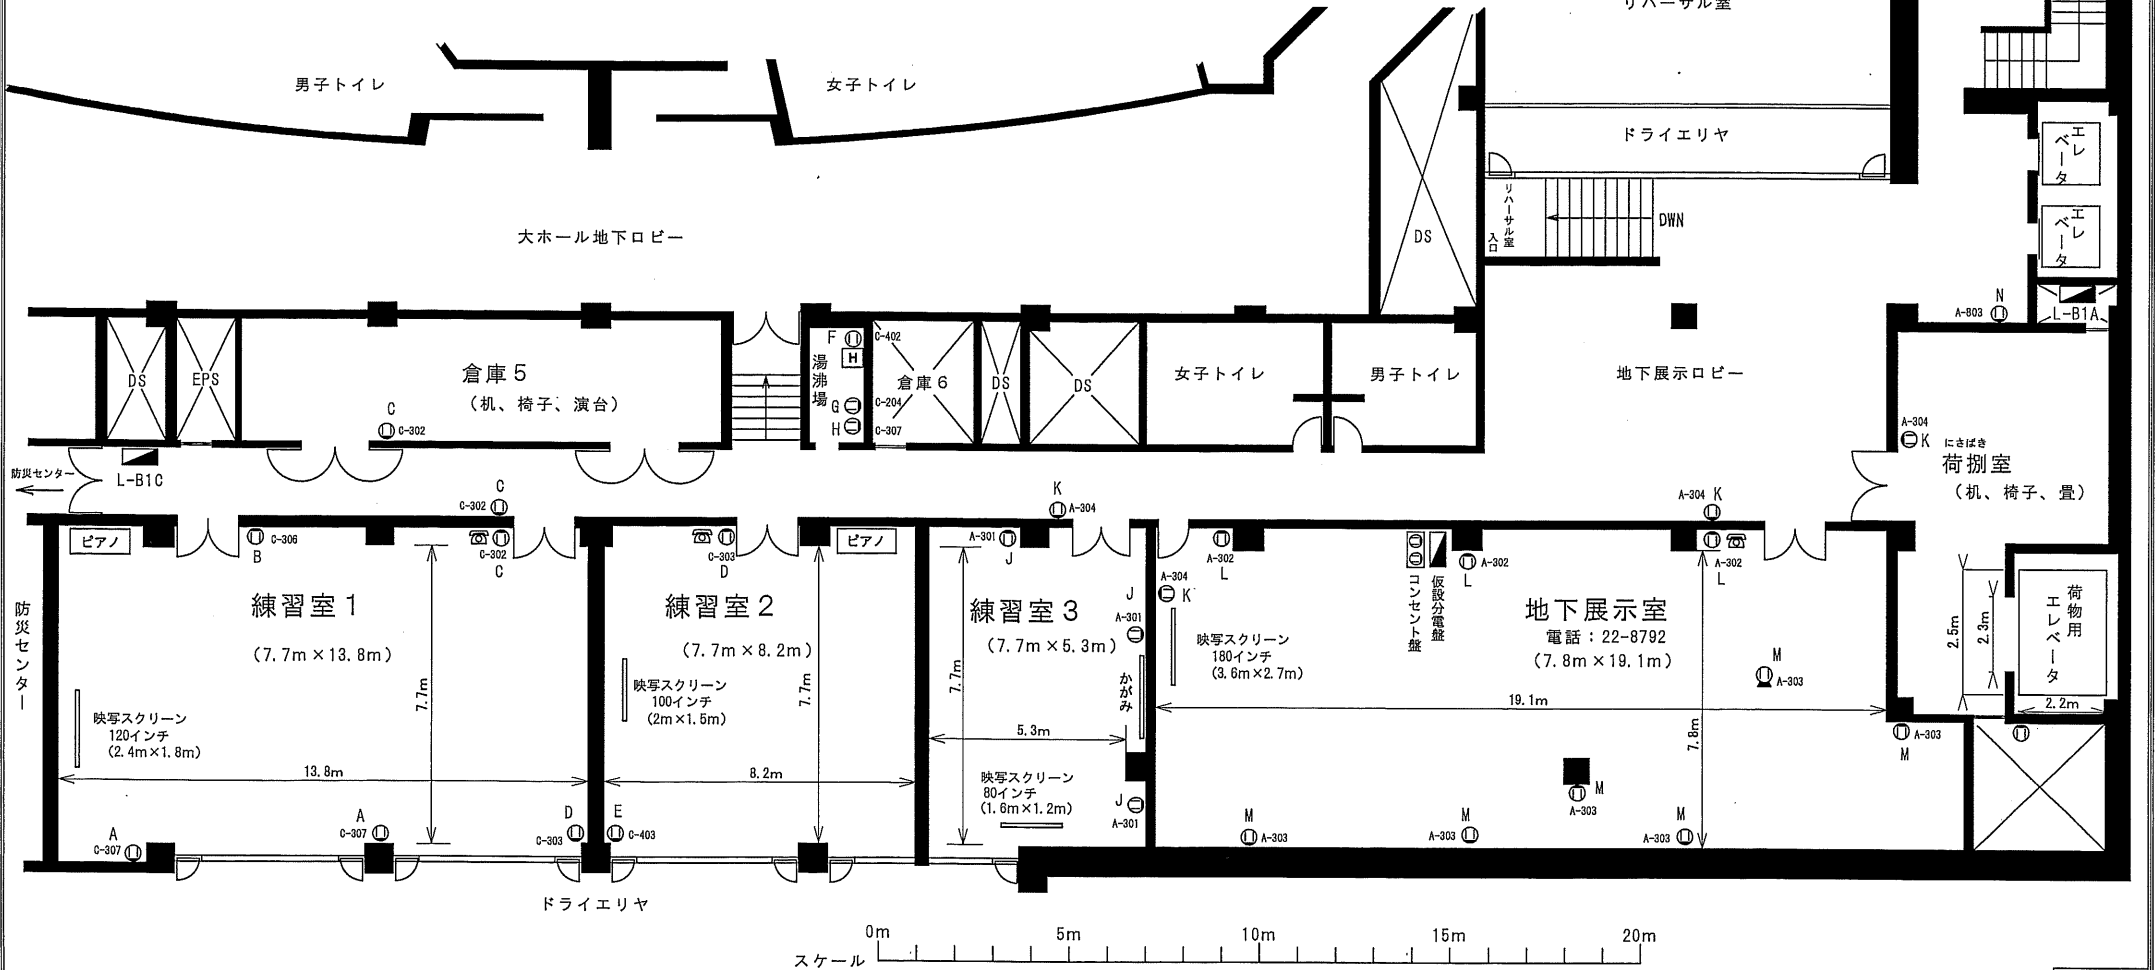 リハーサル室
男子トイレ
女子トイレ
ドライエリヤ
エレベータ
エレベータ
リハーサル室
入口
DWN
DS
大ホール地下ロビー
N
A-803
L-B1A
DS
EPS
倉庫5
(机、椅子、演台)
C
C-302
F
C-402
H
湯沸場
G
C-204
H
C-307
倉庫6
DS
DS
女子トイレ
男子トイレ
地下展示ロビー
A-304
K
にさばき
荷捌室
(机、椅子、畳)
防災センター
L-B1C
C
C-302
K
A-304
A-304
K
ピアノ
B
C-306
C-302
C
C-303
D
ピアノ
A-301
J
A-302
L
A-302
L
A-302
L
コンセント盤
仮設分電盤
防災センター
練習室1
(7.7m×13.8m)
7.7m
映写スクリーン
120インチ
(2.4m×1.8m)
13.8m
A
C-307
A
C-307
D
C-303
練習室2
(7.7m×8.2m)
7.7m
映写スクリーン
100インチ
(2m×1.5m)
8.2m
E
C-403
練習室3
(7.7m×5.3m)
7.7m
J
A-301
かがみ
5.3m
映写スクリーン
80インチ
(1.6m×1.2m)
J
A-301
A-304
K
映写スクリーン
180インチ
(3.6m×2.7m)
地下展示室
電話：22-8792
(7.8m×19.1m)
19.1m
7.8m
M
A-303
M
A-303
M
A-303
M
A-303
M
A-303
M
A-303
2.5m
2.3m
荷物用
エレベータ
2.2m
ドライエリヤ
スケール
0m
5m
10m
15m
20m